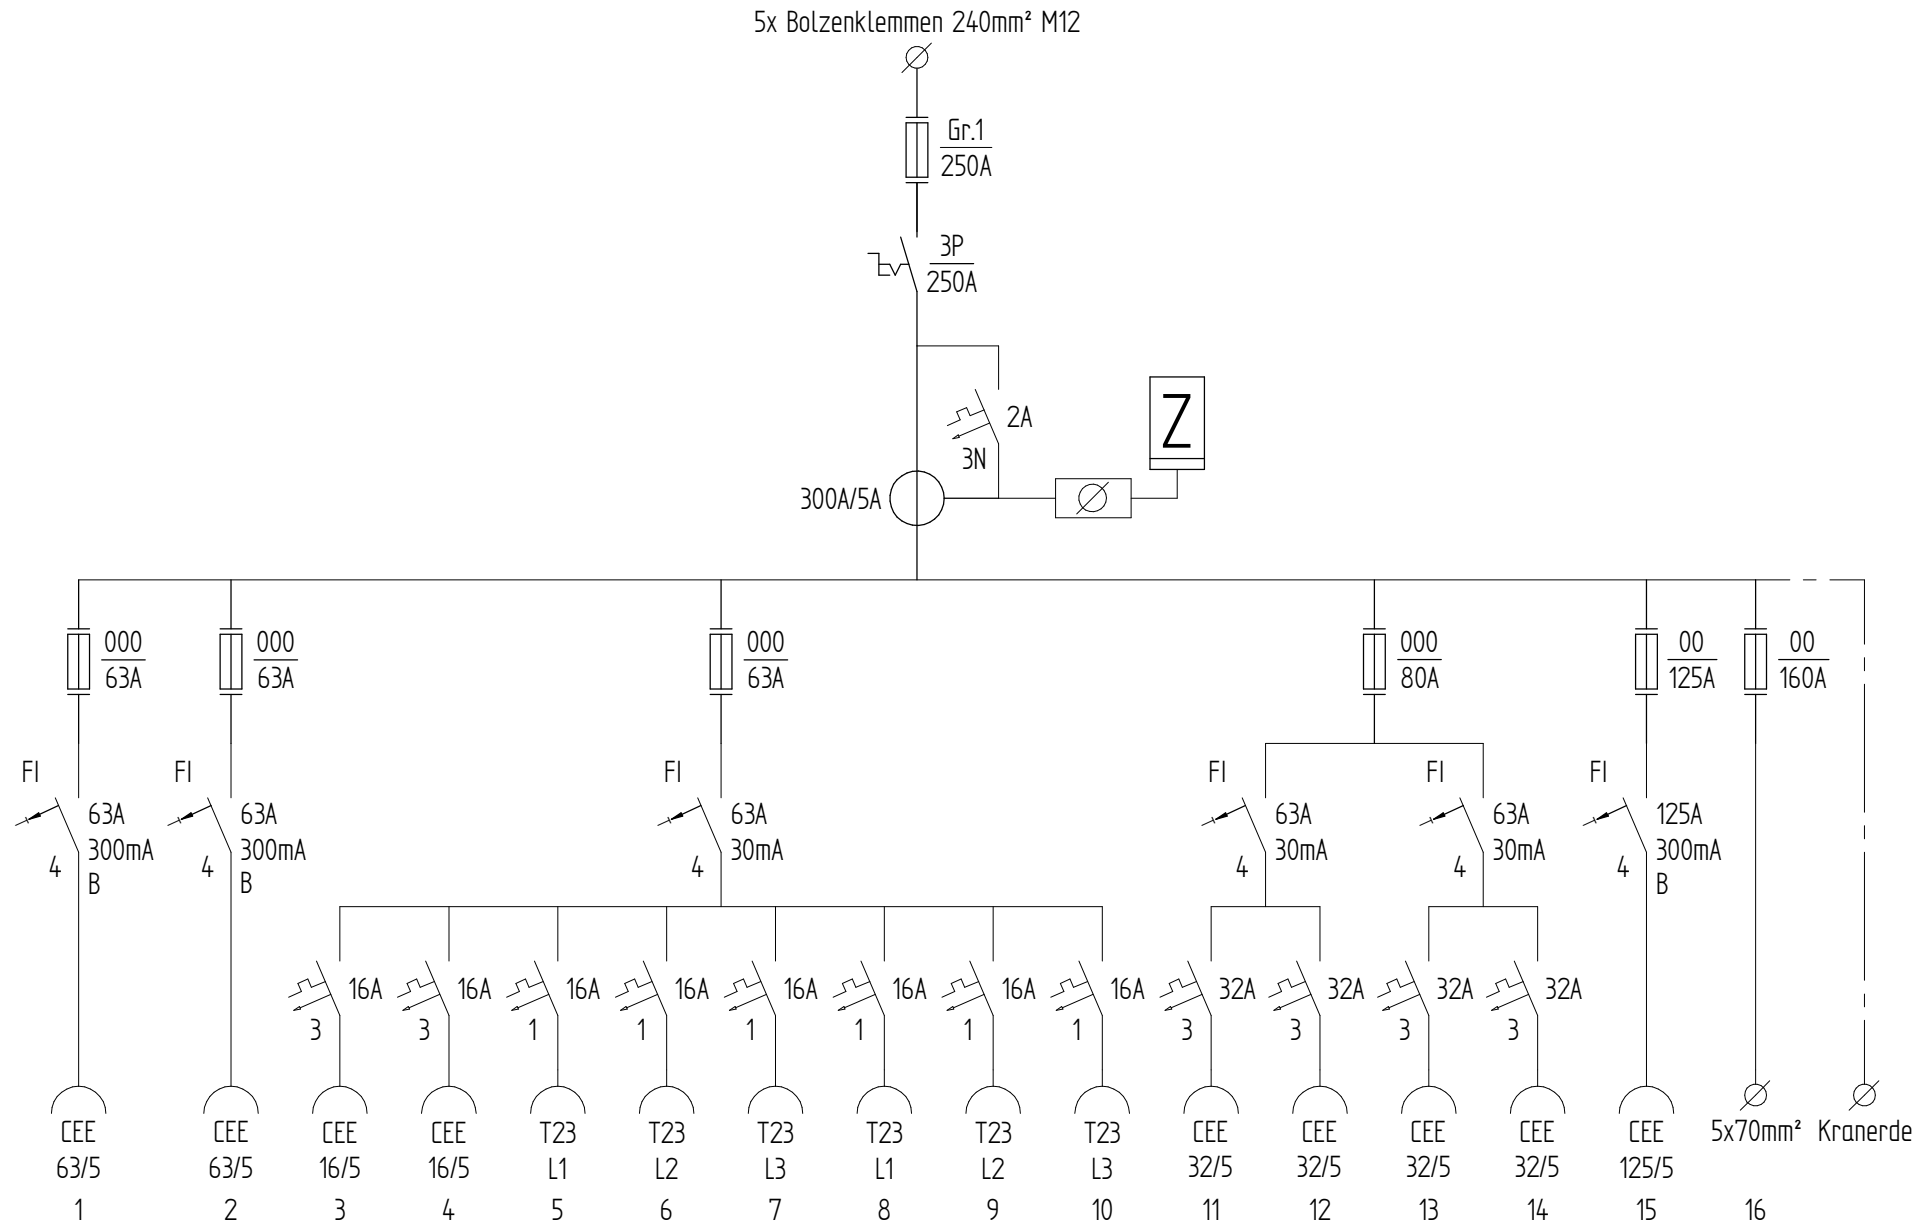 5x Bolzenklemmen 240mm² M12
Gr.1
250A
3P
250A
2A
3N
Z
300A/5A
000 000 000 000 00 00
63A 63A 63A 80A 125A 160A
FI FI FI FI FI FI
63A 63A 63A 63A 63A 125A
300mA 300mA 30mA 30mA 30mA 300mA
4 4 4 4 4 4
B B B
16A 16A 16A 16A 16A 16A 16A 16A 32A 32A 32A 32A
3 3 1 1 1 1 1 1 3 3 3 3
CEE CEE CEE CEE T23 T23 T23 T23 T23 T23 CEE CEE CEE CEE CEE 5x70mm² Kranerde
63/5 63/5 16/5 16/5 L1 L2 L3 L1 L2 L3 32/5 32/5 32/5 32/5 125/5
1 2 3 4 5 6 7 8 9 10 11 12 13 14 15 16